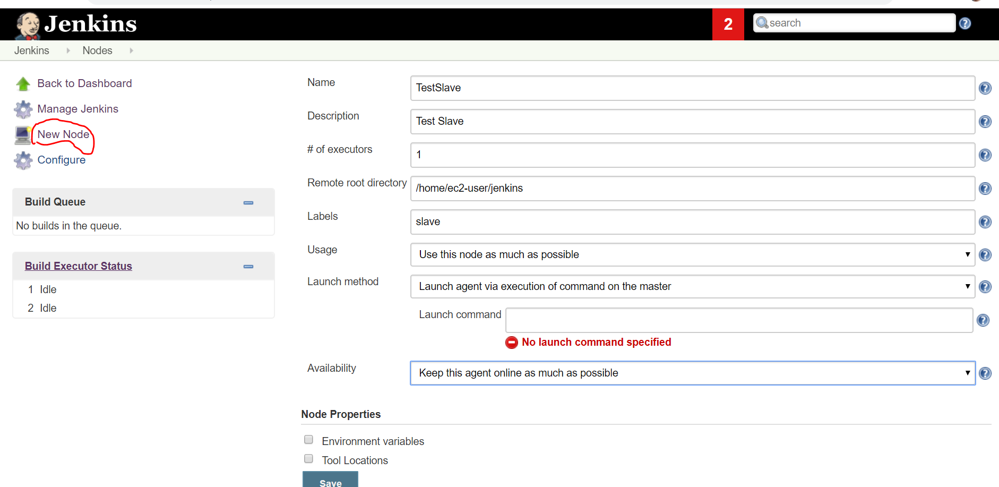 Jenkins
2
search
Jenkins
Nodes
Back to Dashboard
Manage Jenkins
New Node
Configure
Build Queue
No builds in the queue.
Build Executor Status
1 Idle
2 Idle
Name
TestSlave
Description
Test Slave
# of executors
1
Remote root directory
/home/ec2-user/jenkins
Labels
slave
Usage
Use this node as much as possible
Launch method
Launch agent via execution of command on the master
Launch command
No launch command specified
Availability
Keep this agent online as much as possible
Node Properties
Environment variables
Tool Locations
Save